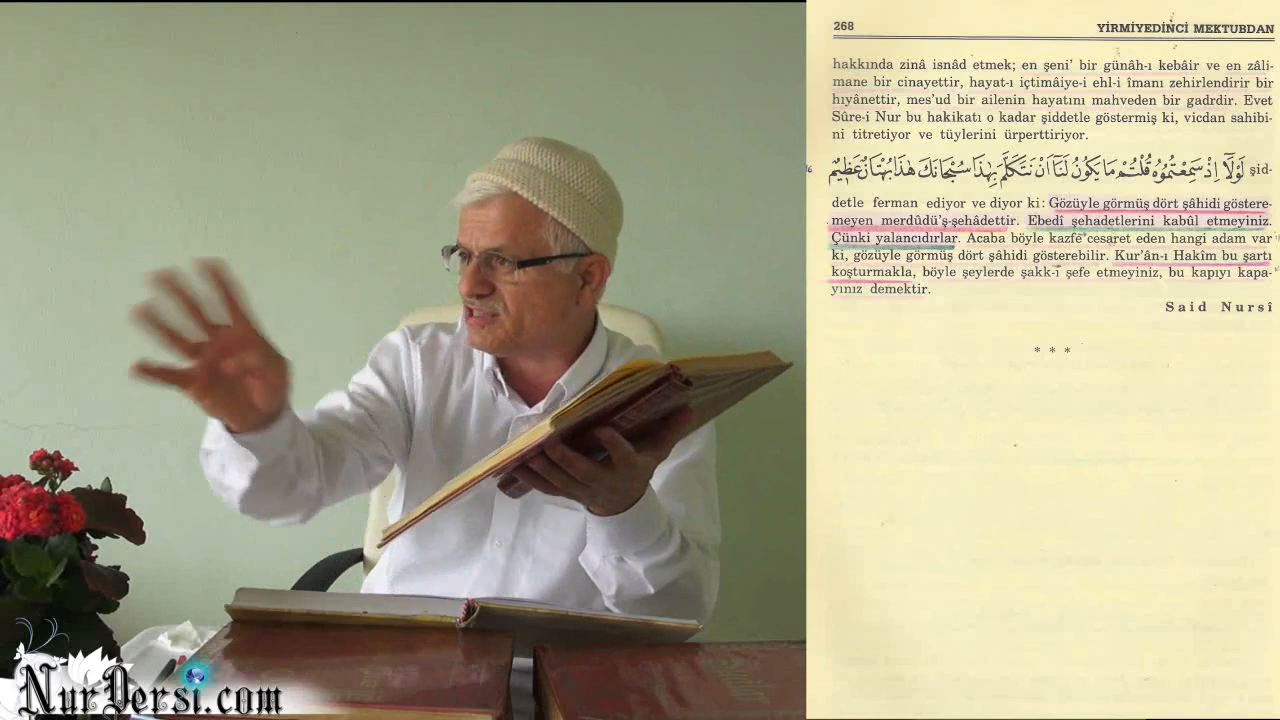 268 YİRMİYEDİNCİ MEKTUBDAN
hakkında zinâ isnâd etmek; en şeni' bir günâh-ı kebâir ve en zâli-
mane bir cinayettir, hayat-ı içtimâiye-i ehl-i îmanı zehirlendirir bir
hıyânettir, mes'ud bir ailenin hayatını mahveden bir gadrdir. Evet
Sûre-i Nur bu hakikatı o kadar şiddetle göstermiş ki, vicdan sahibi-
ni titretiyor ve tüylerini ürperttiriyor.
لَوْلَٓا اِذْ سَمِعْتُمُوهُ قُلْتُمْ مَا يَكُونُ لَنَٓا اَنْ نَتَكَلَّمَ بِهٰذَا سُبْحَانَكَ هٰذَا بُهْتَانٌ عَظِيمٌ şid-
detle ferman ediyor ve diyor ki: Gözüyle görmüş dört şâhidi göstere-
meyen merdûdü'ş-şehâdettir. Ebedî şehadetlerini kabûl etmeyiniz.
Çünki yalancıdırlar. Acaba böyle kazfe cesaret eden hangi adam var
ki, gözüyle görmüş dört şâhidi gösterebilir. Kur'ân-ı Hakîm bu şartı
koşturmakla, böyle şeylerde şakk-î şefe etmeyiniz, bu kapıyı kapa-
yınız demektir.
Said Nursî
* * *
NurDersi.com